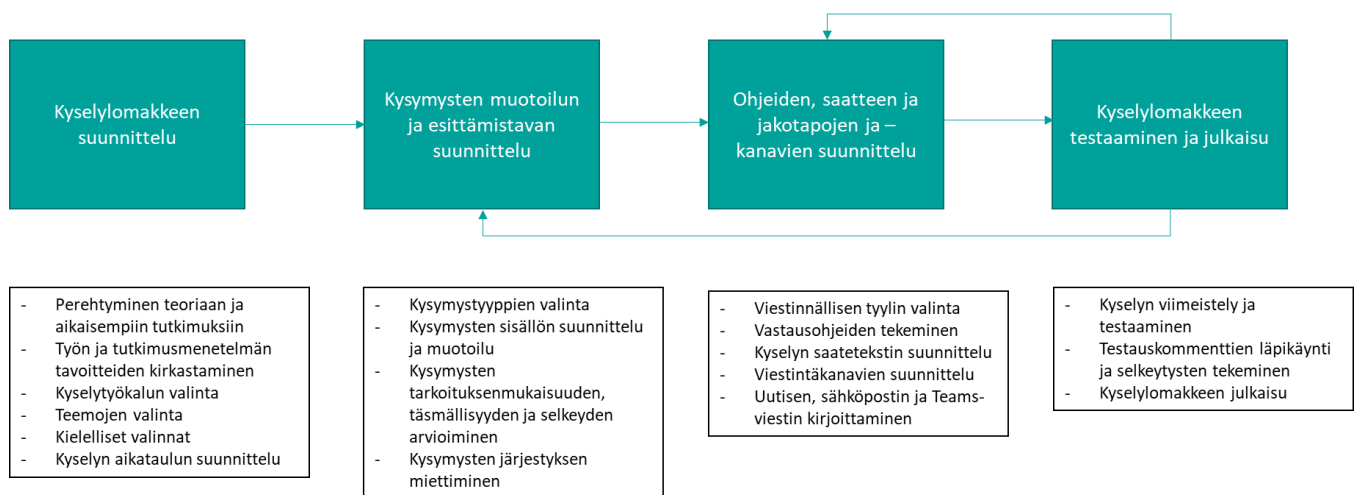 Kyselylomakkeen
suunnittelu
Kysymysten muotoilun
ja esittämistavan
suunnittelu
Ohjeiden, saatteen ja
jakotapojen ja –
kanavien suunnittelu
Kyselylomakkeen
testaaminen ja julkaisu
- Perehtyminen teoriaan ja
aikaisempiin tutkimuksiin
- Työn ja tutkimusmenetelmän
tavoitteiden kirkastaminen
- Kyselytyökalun valinta
- Teemojen valinta
- Kielelliset valinnat
- Kyselyn aikataulun suunnittelu
- Kysymystyyppien valinta
- Kysymysten sisällön suunnittelu
ja muotoilu
- Kysymysten
tarkoituksenmukaisuuden,
täsmällisyyden ja selkeyden
arvioiminen
- Kysymysten järjestyksen
miettiminen
- Viestinnällisen tyylin valinta
- Vastausohjeiden tekeminen
- Kyselyn saatetekstin suunnittelu
- Viestintäkanavien suunnittelu
- Uutisen, sähköpostin ja Teams-
viestin kirjoittaminen
- Kyselyn viimeistely ja
testaaminen
- Testauskommenttien läpikäynti
ja selkeytysten tekeminen
- Kyselylomakkeen julkaisu